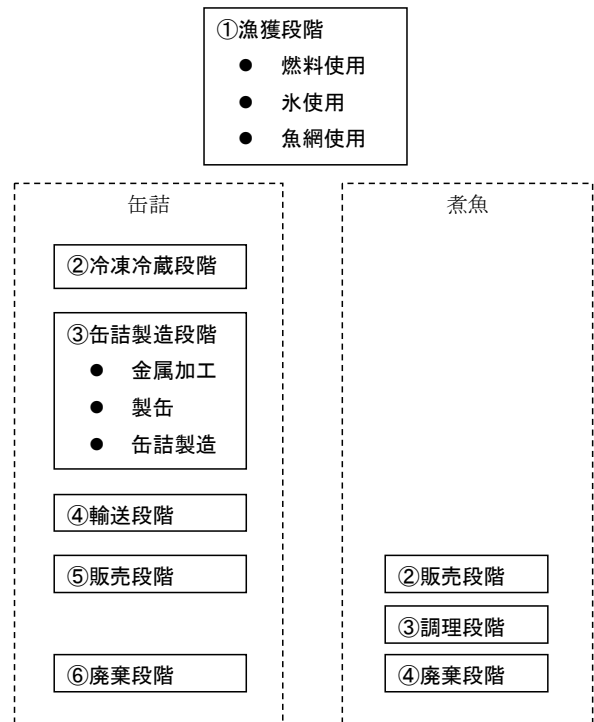 ①漁獲段階
● 燃料使用
● 氷使用
● 魚網使用
缶詰
②冷凍冷蔵段階
③缶詰製造段階
● 金属加工
● 製缶
● 缶詰製造
④輸送段階
⑤販売段階
⑥廃棄段階
煮魚
②販売段階
③調理段階
④廃棄段階